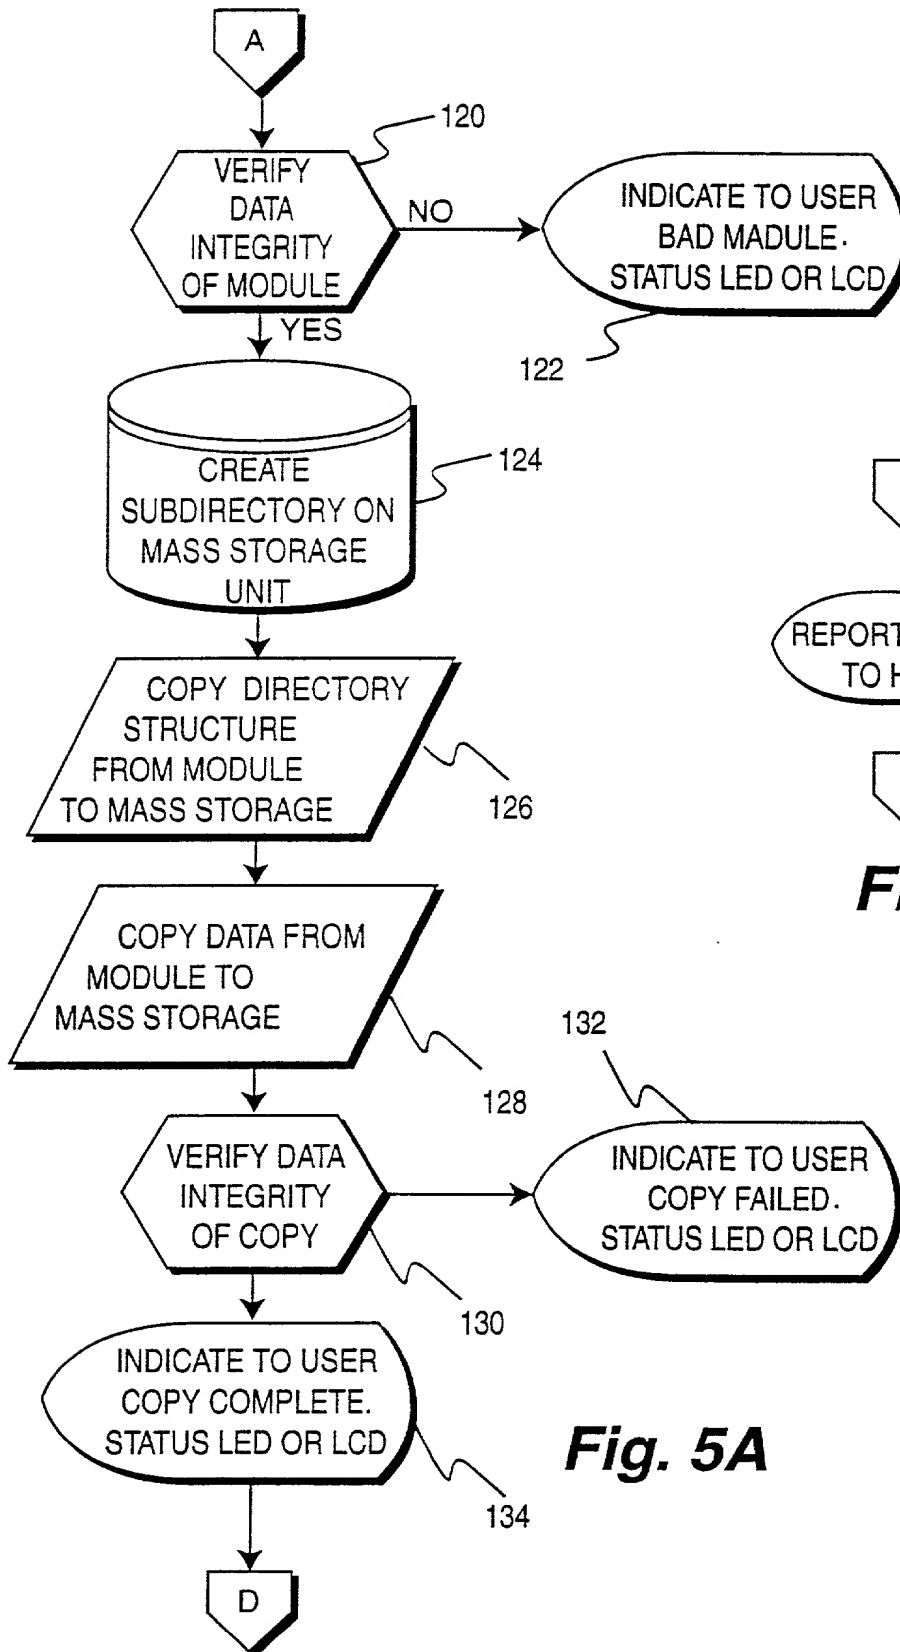 A
120
VERIFY
DATA
INTEGRITY
OF MODULE
NO
INDICATE TO USER
BAD MADULE.
STATUS LED OR LCD
122
YES
CREATE
SUBDIRECTORY ON
MASS STORAGE
UNIT
124
COPY DIRECTORY
STRUCTURE
FROM MODULE
TO MASS STORAGE
126
REPORT
TO
COPY DATA FROM
MODULE TO
MASS STORAGE
128
VERIFY DATA
INTEGRITY
OF COPY
130
132
INDICATE TO USER
COPY FAILED.
STATUS LED OR LCD
INDICATE TO USER
COPY COMPLETE.
STATUS LED OR LCD
134
Fig. 5A
D